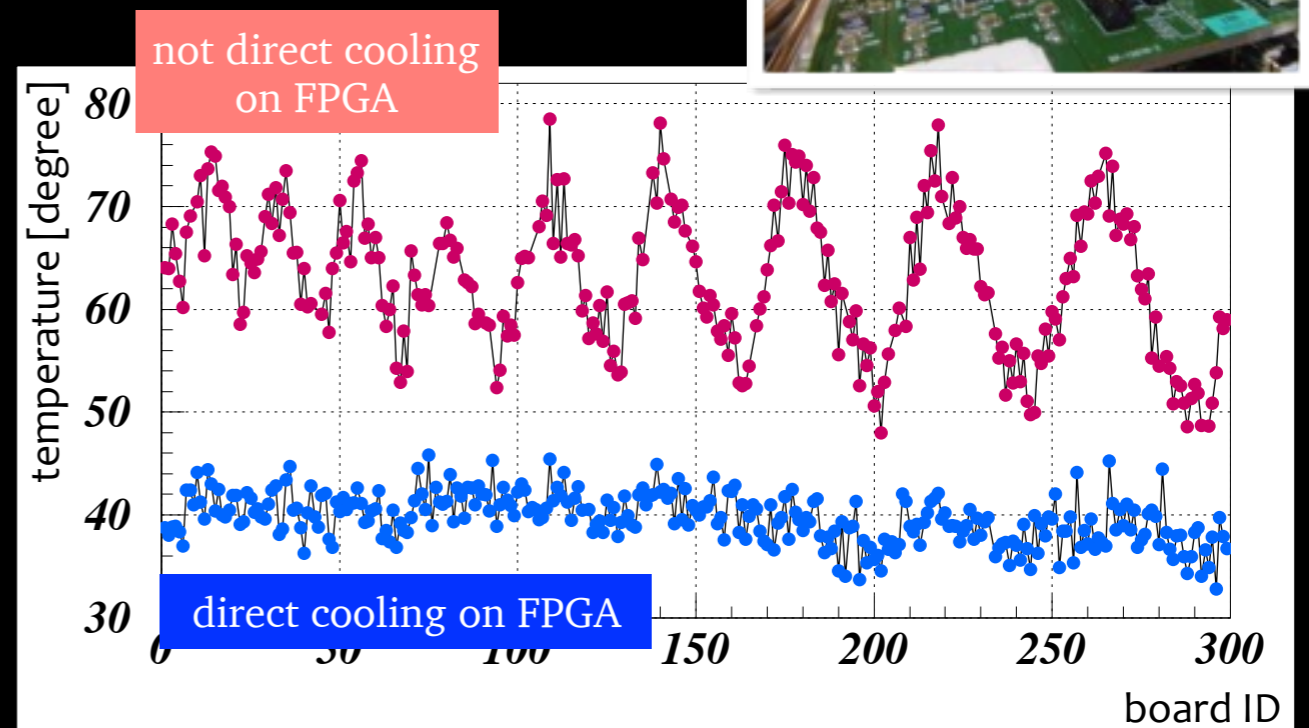 not direct cooling
on FPGA
temperature [degree]
80
70
60
50
40
30
direct cooling on FPGA
0 50 100 150 200 250 300
board ID